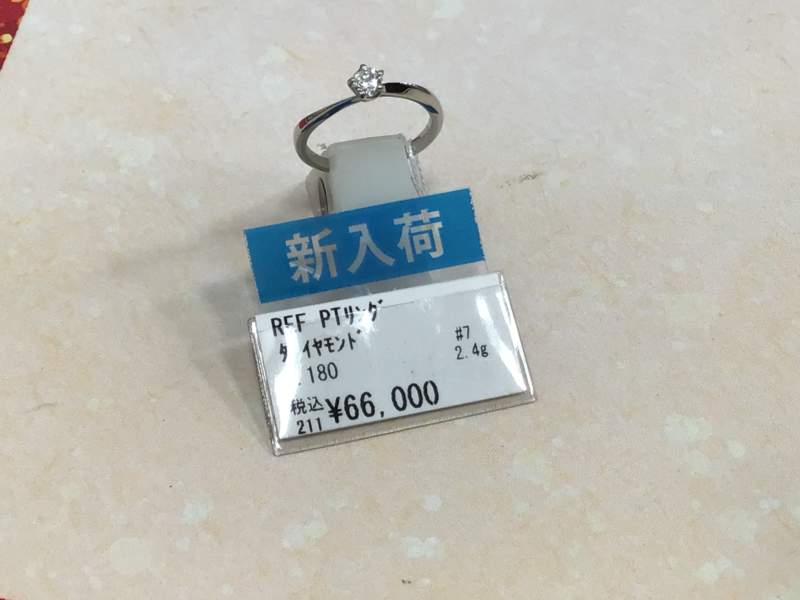 新入荷
REF PTリング
ダイヤモンド #7
.180 2.4g
税込 ¥66,000
211